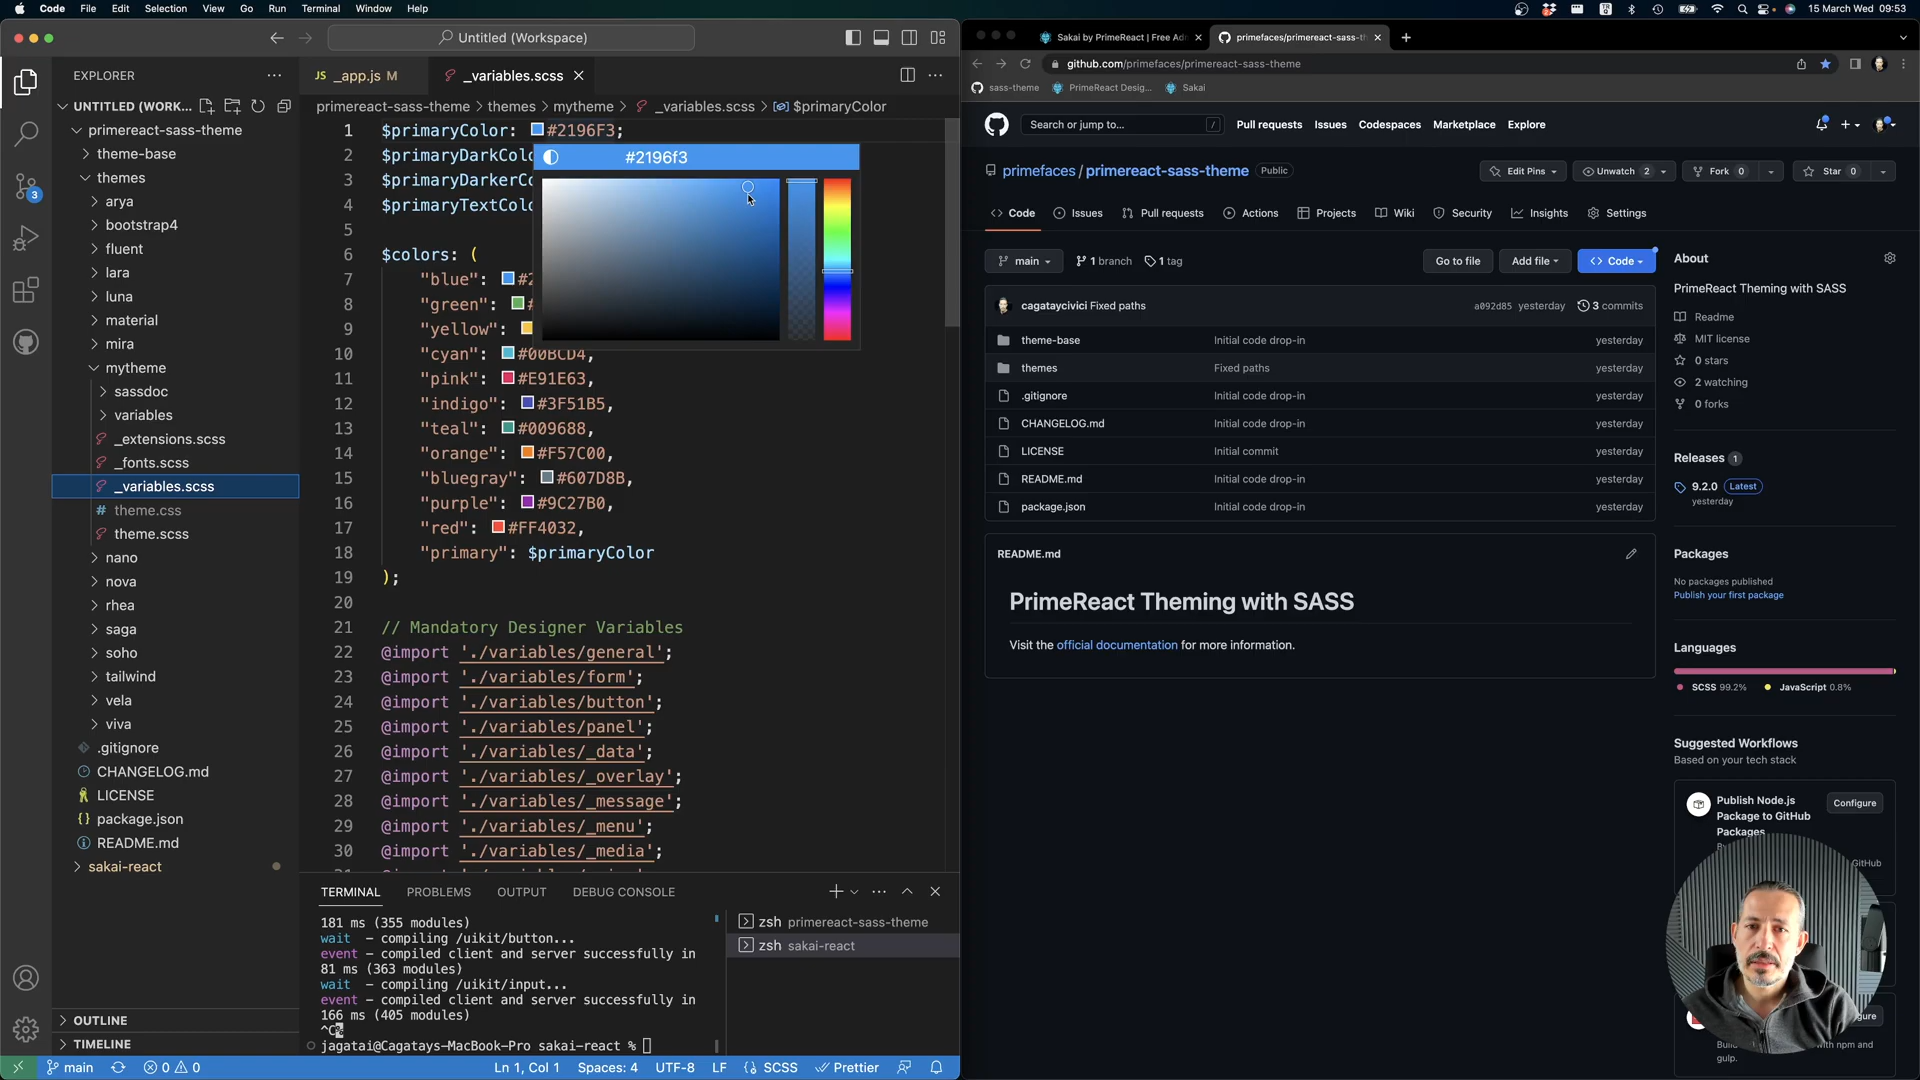 Code File Edit Selection View Go Run Terminal Window Help
15 March Wed 09:53
Untitled (Workspace)
EXPLORER
UNTITLED (WORK...
primereact-sass-theme
theme-base
themes
arya
bootstrap4
fluent
lara
luna
material
mira
mytheme
sassdoc
variables
_extensions.scss
_fonts.scss
_variables.scss
# theme.css
theme.scss
nano
nova
rhea
saga
soho
tailwind
vela
viva
.gitignore
CHANGELOG.md
LICENSE
{} package.json
README.md
sakai-react
OUTLINE
TIMELINE
3
JS _app.js M
_variables.scss
primereact-sass-theme > themes > mytheme > _variables.scss > $primaryColor
1 $primaryColor: #2196F3;
2 $primaryDarkColo
3 $primaryDarkerCo
4 $primaryTextColo
#2196f3
5
6 $colors: (
7 "blue": #2
8 "green": #
9 "yellow":
10 "cyan": #00BCD4,
11 "pink": #E91E63,
12 "indigo": #3F51B5,
13 "teal": #009688,
14 "orange": #F57C00,
15 "bluegray": #607D8B,
16 "purple": #9C27B0,
17 "red": #FF4032,
18 "primary": $primaryColor
19 );
20
21 // Mandatory Designer Variables
22 @import './variables/general';
23 @import './variables/form';
24 @import './variables/button';
25 @import './variables/panel';
26 @import './variables/_data';
27 @import './variables/_overlay';
28 @import './variables/_message';
29 @import './variables/_menu';
30 @import './variables/_media';
TERMINAL PROBLEMS OUTPUT DEBUG CONSOLE
181 ms (355 modules)
wait - compiling /uikit/button...
event - compiled client and server successfully in
81 ms (363 modules)
wait - compiling /uikit/input...
event - compiled client and server successfully in
166 ms (405 modules)
^C
jagatai@Cagatays-MacBook-Pro sakai-react %
zsh primereact-sass-theme
zsh sakai-react
main 0 0
Ln 1, Col 1 Spaces: 4 UTF-8 LF {} SCSS Prettier
Sakai by PrimeReact | Free Ad
primefaces/primereact-sass-th
github.com/primefaces/primereact-sass-theme
sass-theme PrimeReact Desig... Sakai
Search or jump to... /
Pull requests Issues Codespaces Marketplace Explore
primefaces / primereact-sass-theme Public
Edit Pins Unwatch 2 Fork 0 Star 0
Code Issues Pull requests Actions Projects Wiki Security Insights Settings
main 1 branch 1 tag Go to file Add file Code
cagataycivici Fixed paths a092d85 yesterday 3 commits
theme-base Initial code drop-in yesterday
themes Fixed paths yesterday
.gitignore Initial code drop-in yesterday
CHANGELOG.md Initial code drop-in yesterday
LICENSE Initial commit yesterday
README.md Initial code drop-in yesterday
package.json Initial code drop-in yesterday
README.md
PrimeReact Theming with SASS
Visit the official documentation for more information.
About
PrimeReact Theming with SASS
Readme
MIT license
0 stars
2 watching
0 forks
Releases 1
9.2.0 Latest
yesterday
Packages
No packages published
Publish your first package
Languages
SCSS 99.2% JavaScript 0.8%
Suggested Workflows
Based on your tech stack
Publish Node.js
Package to GitHub
Packages
Configure
GitHub
with npm and
gulp.